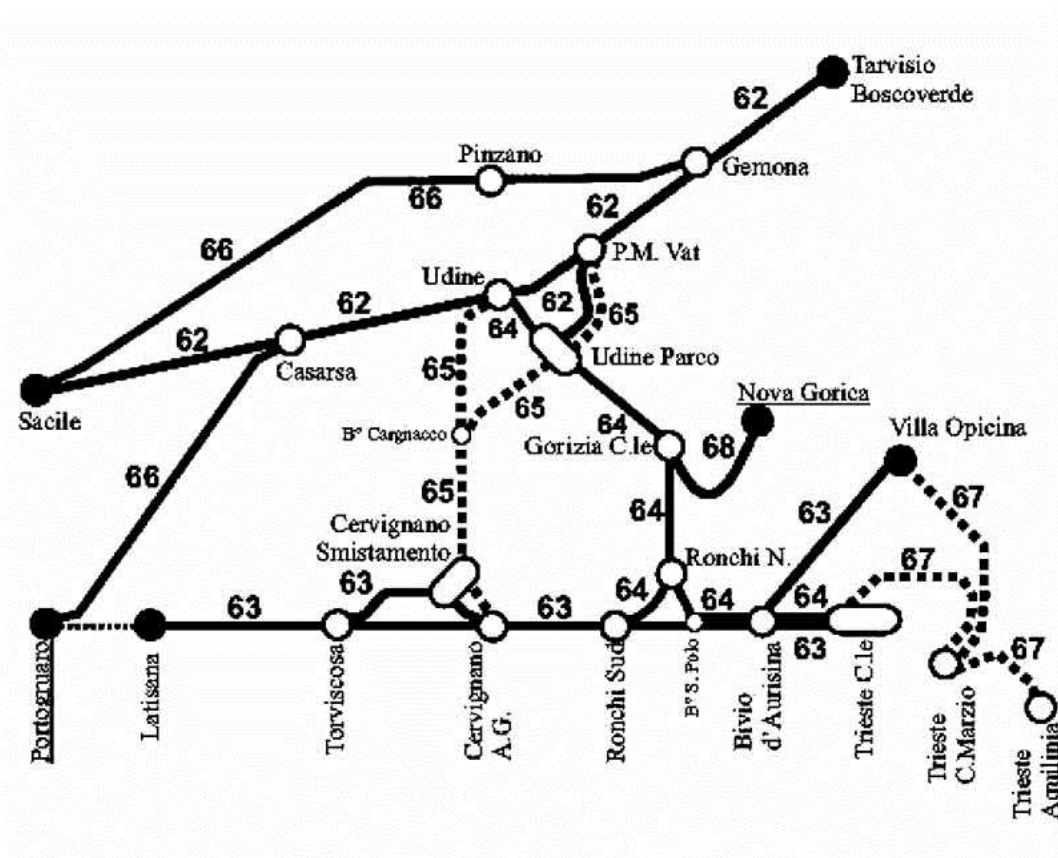 Tarvisio
Boscoverde
62
Pinzano
Gemona
66
62
66
P.M. Vat
Udine
62
62
65
64
62
Udine Parco
Casarsa
65
65
Nova Gorica
Sacile
B° Cargnacco
64
Gorizia C.le
68
Villa Opicina
66
65
64
63
67
Cervignano
Smistamento
Ronchi N.
67
63
64
63
63
64
64
63
67
Portogruaro
Latisana
Torviscosa
Cervignano
A.G.
Ronchi Sud
B° S. Polo
Bivio
d'Aurisina
Trieste C.le
Trieste
C.Marzio
Trieste
Aquilinia